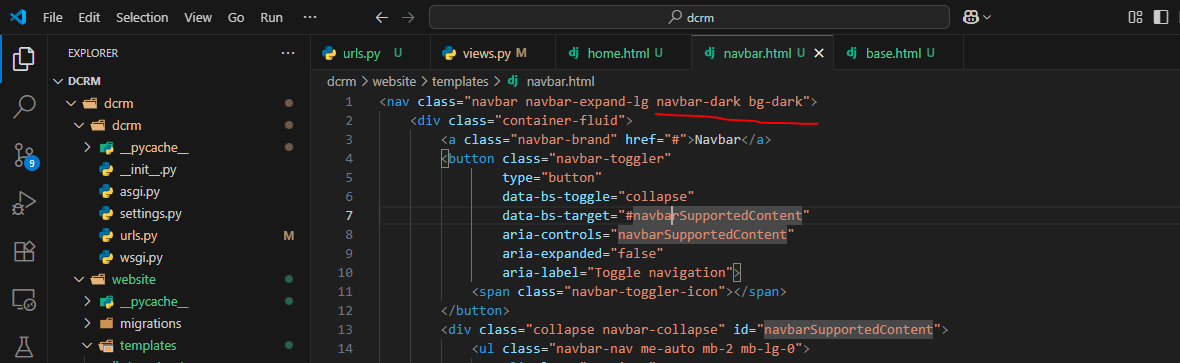 File Edit Selection View Go Run ··· dcrm
EXPLORER ···
urls.py U views.py M home.html U navbar.html U base.html U
DCRM
dcrm > website > templates > navbar.html
dcrm
dcrm
__pycache__
__init__.py
asgi.py
settings.py
urls.py M
wsgi.py
website
__pycache__
migrations
templates
9
1 <nav class="navbar navbar-expand-lg navbar-dark bg-dark">
2 <div class="container-fluid">
3 <a class="navbar-brand" href="#">Navbar</a>
4 <button class="navbar-toggler"
5 type="button"
6 data-bs-toggle="collapse"
7 data-bs-target="#navbarSupportedContent"
8 aria-controls="navbarSupportedContent"
9 aria-expanded="false"
10 aria-label="Toggle navigation">
11 <span class="navbar-toggler-icon"></span>
12 </button>
13 <div class="collapse navbar-collapse" id="navbarSupportedContent">
14 <ul class="navbar-nav me-auto mb-2 mb-lg-0">